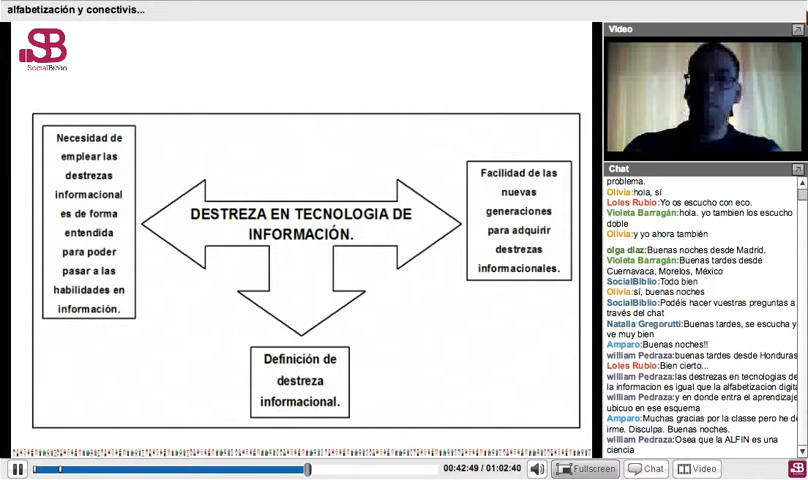 alfabetización y conectivis...
SB
SocialBiblio
Necesidad de
emplear las
destrezas
informacional
es de forma
entendida
para poder
pasar a las
habilidades en
información.
DESTREZA EN TECNOLOGIA DE
INFORMACIÓN.
Facilidad de las
nuevas
generaciones
para adquirir
destrezas
informacionales.
Definición de
destreza
informacional.
Video
Chat
problema.
Olivia:hola, sí
Loles Rubio:Yo os escucho con eco.
Violeta Barragán:hola. yo tambien los escucho
doble
Olivia:y yo ahora también
olga diaz:Buenas noches desde Madrid.
Violeta Barragán:Buenas tardes desde
Cuernavaca, Morelos, México
SocialBiblio:Todo bien
Olivia:sí, buenas noches
SocialBiblio:Podéis hacer vuestras preguntas a
través del chat
Natalia Gregorutti:Buenas tardes, se escucha y
ve muy bien
Amparo:Buenas noches!!
william Pedraza:buenas tardes desde Honduras
Loles Rubio:Bien cierto...
william Pedraza:las destrezas en tecnologias de
la informacion es igual que la alfabetizacion digita
william Pedraza:y en donde entra el aprendizaje
ubicuo en ese esquema
Amparo:Muchas gracias por la classe pero he de
irme. Disculpa. Buenas noches.
william Pedraza:Osea que la ALFIN es una
ciencia
00:42:49 / 01:02:40
Fullscreen
Chat
Video
SB